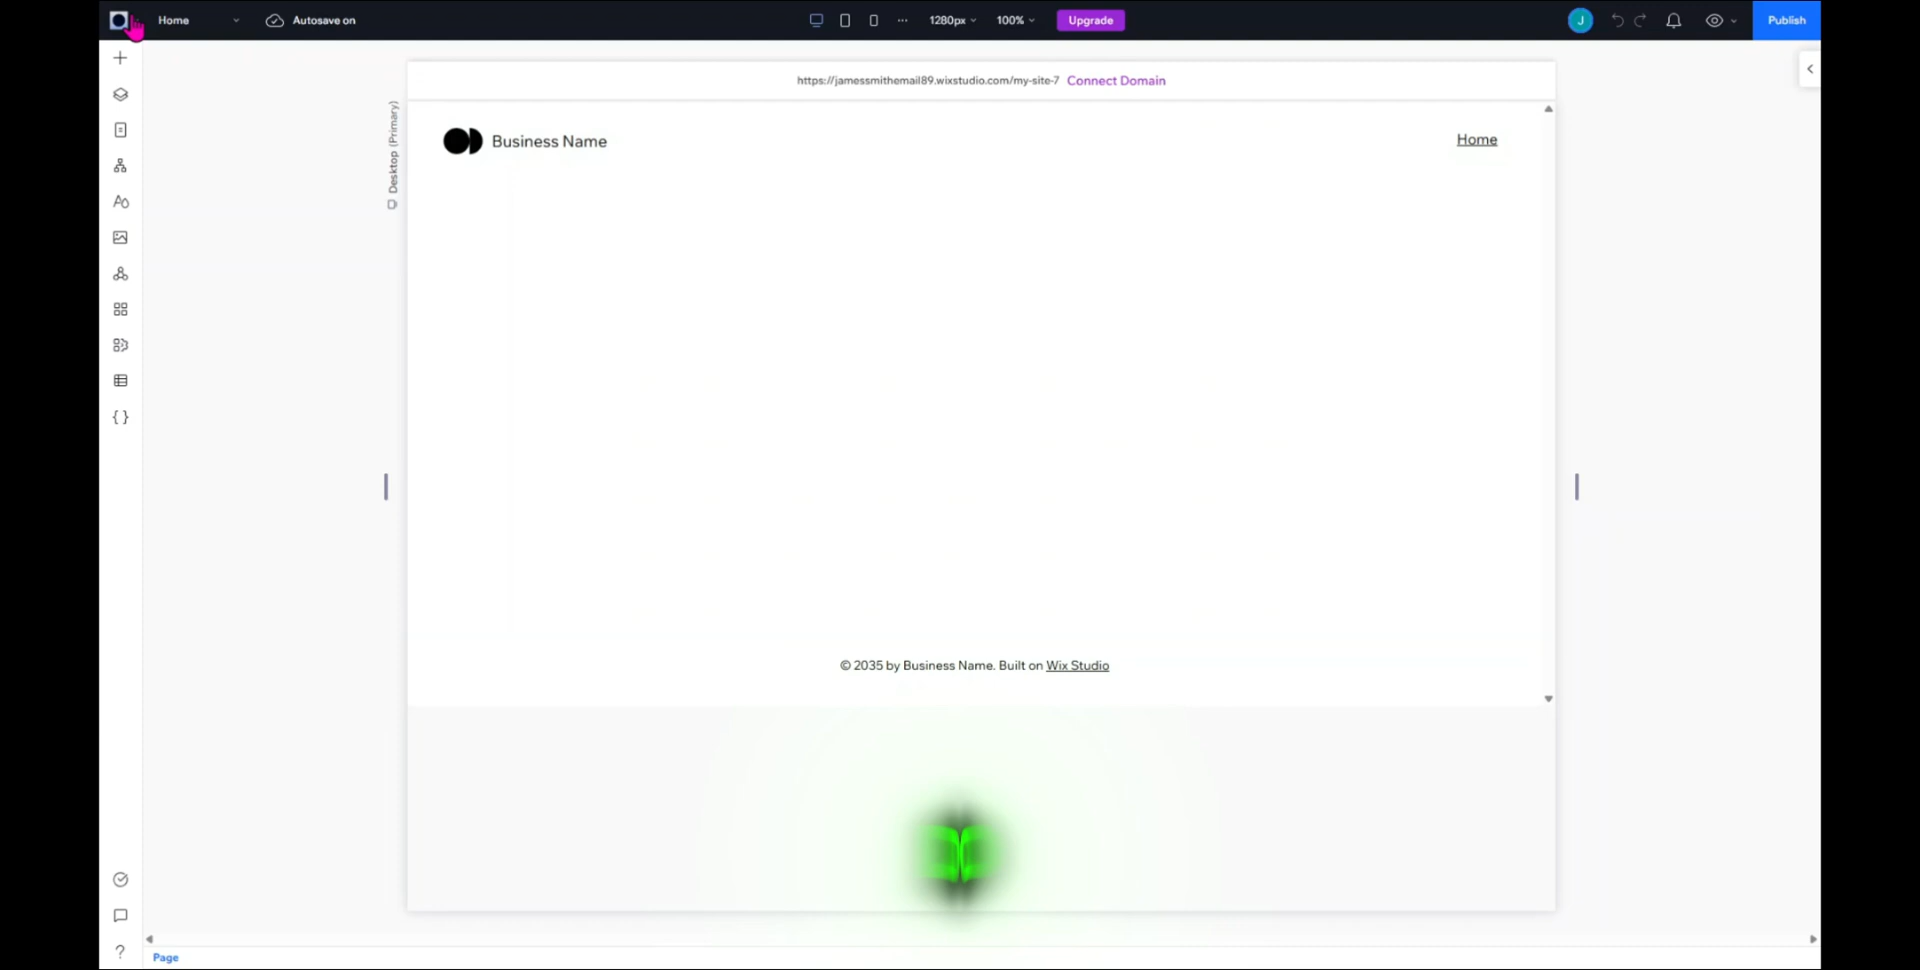 Home
Autosave on
1280px
100%
Upgrade
J
Publish
https://jamessmithemail89.wixstudio.com/my-site-7 Connect Domain
Desktop (Primary)
Business Name
Home
© 2035 by Business Name. Built on Wix Studio
Page